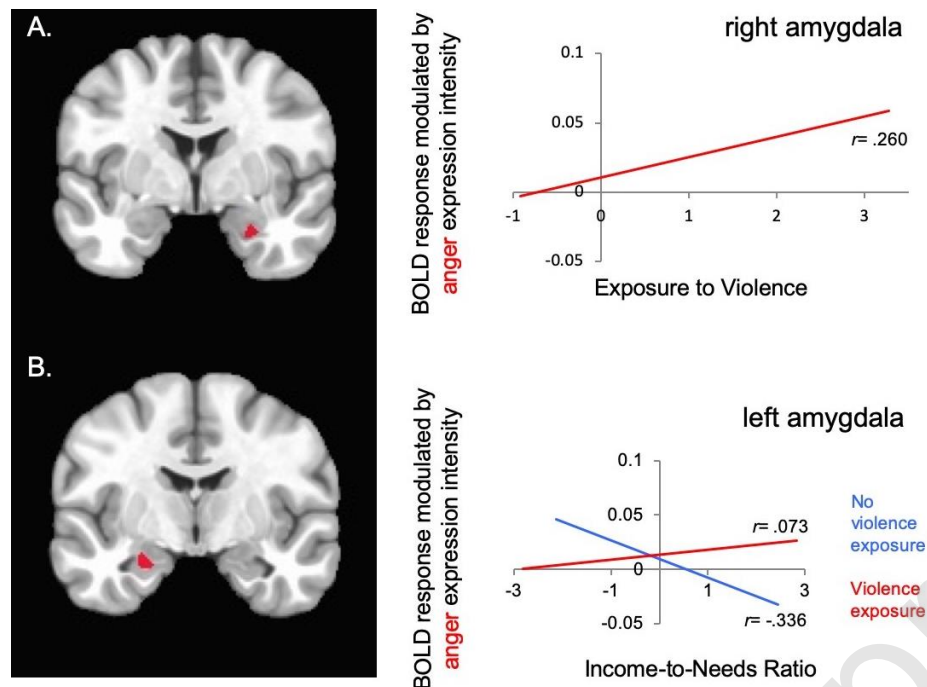 A.
right amygdala
BOLD response modulated by
anger expression intensity
0.1
0.05
0
-0.05
-1
0
1
2
3
r= .260
Exposure to Violence
B.
left amygdala
BOLD response modulated by
anger expression intensity
0.1
0.05
0
-0.05
-3
-1
1
3
r= .073
r= -.336
No
violence
exposure
Violence
exposure
Income-to-Needs Ratio